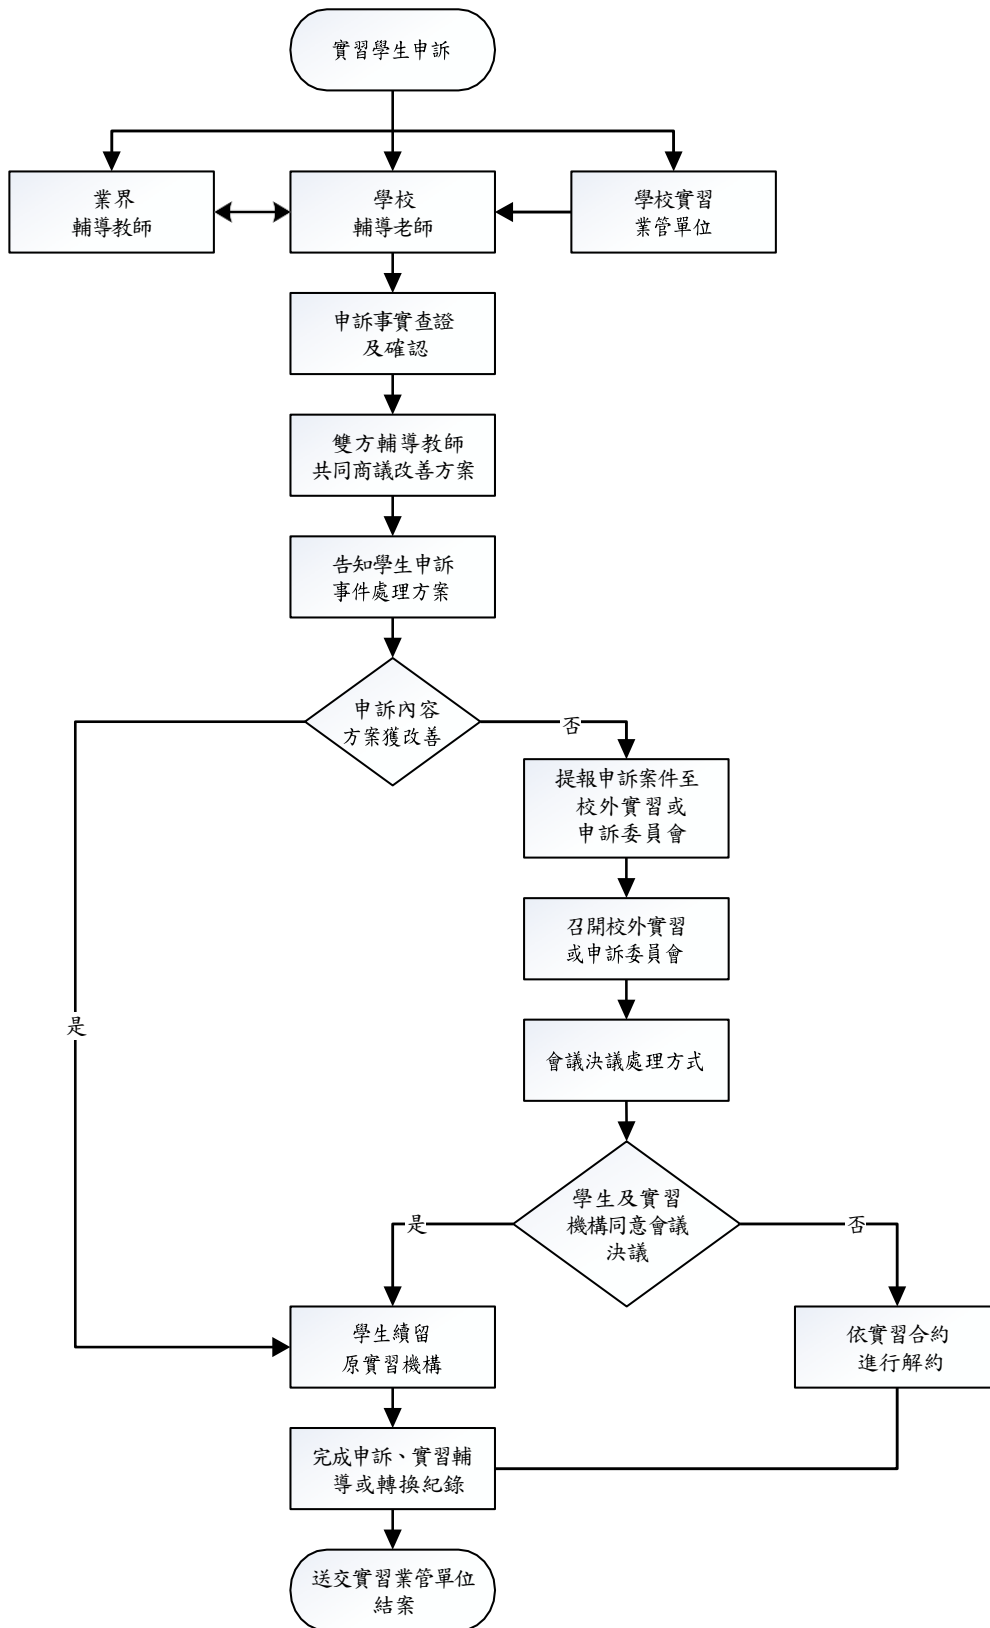 實習學生申訴
業界
輔導教師
學校
輔導老師
學校實習
業管單位
申訴事實查證
及確認
雙方輔導教師
共同商議改善方案
告知學生申訴
事件處理方案
申訴內容
方案獲改善
否
提報申訴案件至
校外實習或
申訴委員會
召開校外實習
或申訴委員會
是
會議決議處理方式
學生及實習
機構同意會議
決議
是
否
學生續留
原實習機構
依實習合約
進行解約
完成申訴、實習輔
導或轉換紀錄
送交實習業管單位
結案